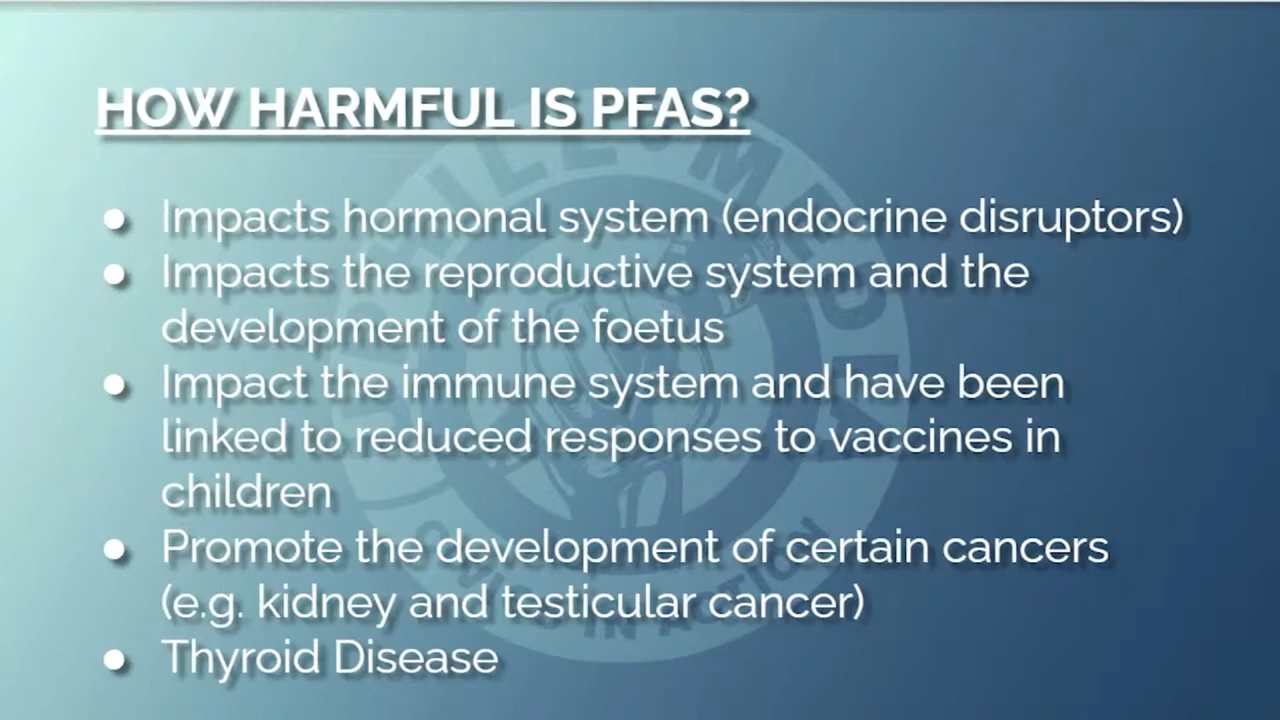 HOW HARMFUL IS PFAS?
● Impacts hormonal system (endocrine disruptors)
● Impacts the reproductive system and the
development of the foetus
● Impact the immune system and have been
linked to reduced responses to vaccines in
children
● Promote the development of certain cancers
(e.g. kidney and testicular cancer)
● Thyroid Disease
IN ACTION